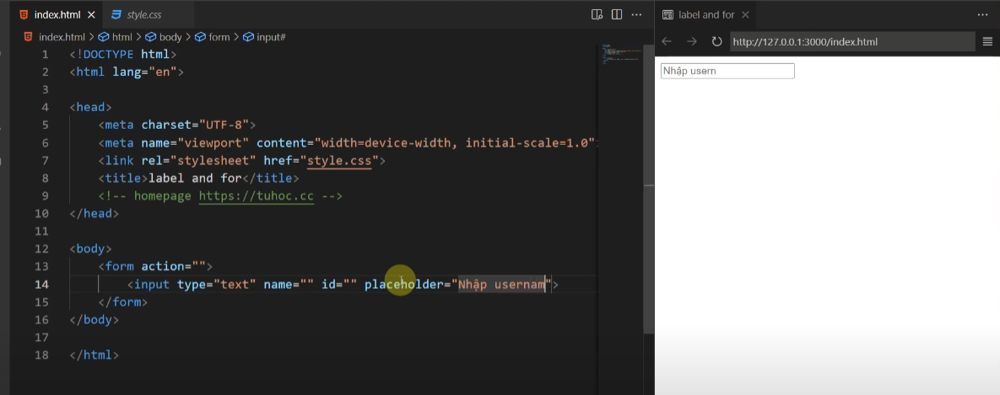 index.html
style.css
label and for
index.html > html > body > form > input#
http://127.0.0.1:3000/index.html
1 <!DOCTYPE html>
2 <html lang="en">
3
4 <head>
5 <meta charset="UTF-8">
6 <meta name="viewport" content="width=device-width, initial-scale=1.0">
7 <link rel="stylesheet" href="style.css">
8 <title>label and for</title>
9 <!-- homepage https://tuhoc.cc -->
10 </head>
11
12 <body>
13 <form action="">
14 <input type="text" name="" id="" placeholder="Nhập usernam">
15 </form>
16 </body>
17
18 </html>
Nhập usern